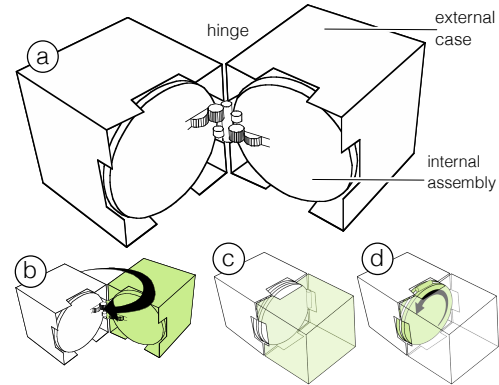 hinge
external
case
a
internal
assembly
b
c
d